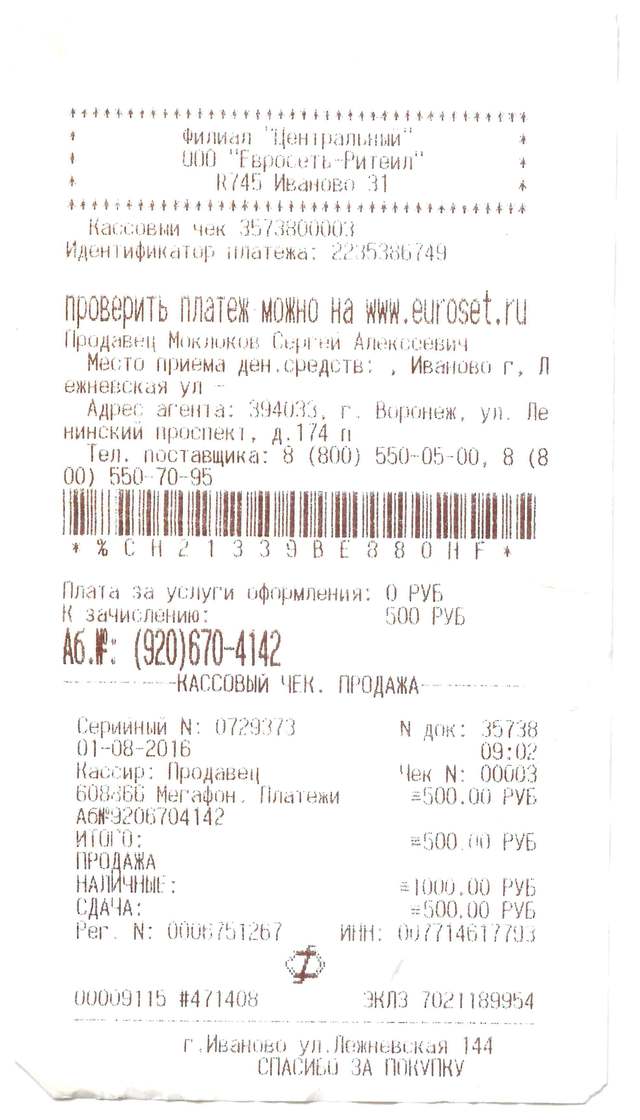 Филиал "Центральный"
ООО "Евросеть-Ритейл"
R745 Иваново 31
Кассовый чек 3573800003
Идентификатор платежа: 2235386749
проверить платеж можно на www.euroset.ru
Продавец Моклоков Сергей Алексеевич
Место приема ден.средств: , Иваново г, Л
ежневская ул -
Адрес агента: 394033, г. Воронеж, ул. Ле
нинский проспект, д.174 п
Тел. поставщика: 8 (800) 550-05-00, 8 (8
00) 550-70-95
*%CH21339BE880HF*
Плата за услуги оформления: 0 РУБ
К зачислению: 500 РУБ
Аб.№: (920)670-4142
КАССОВЫЙ ЧЕК. ПРОДАЖА
Серийный N: 0729373 N док: 35738
01-08-2016 09:02
Кассир: Продавец Чек N: 00003
608366 Мегафон. Платежи =500.00 РУБ
Аб№9206704142
ИТОГО: =500.00 РУБ
ПРОДАЖА
НАЛИЧНЫЕ: =1000.00 РУБ
СДАЧА: =500.00 РУБ
Рег. N: 0006751267 ИНН: 007714617793
00009115 #471408 ЭКЛЗ 7021189954
г.Иваново ул.Лежневская 144
СПАСИБО ЗА ПОКУПКУ